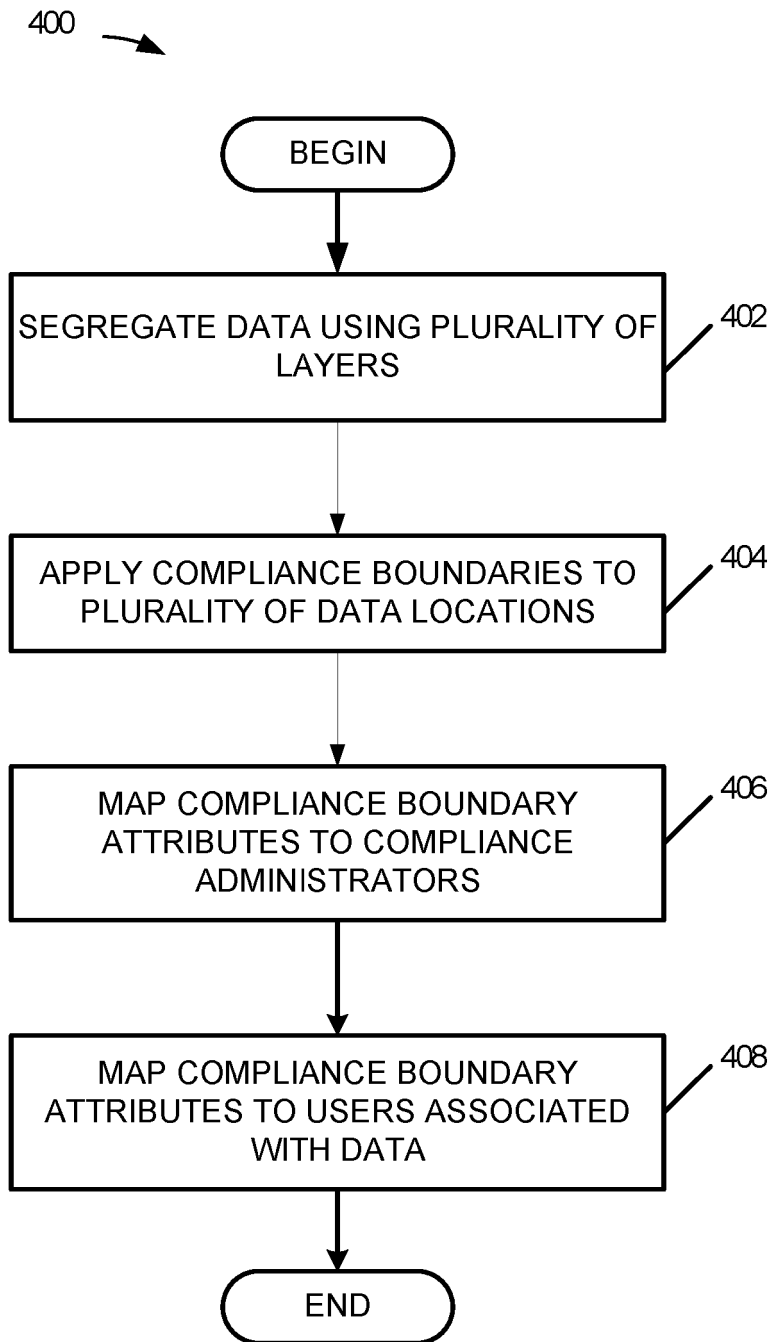 400
BEGIN
SEGREGATE DATA USING PLURALITY OF
LAYERS
402
APPLY COMPLIANCE BOUNDARIES TO
PLURALITY OF DATA LOCATIONS
404
MAP COMPLIANCE BOUNDARY
ATTRIBUTES TO COMPLIANCE
ADMINISTRATORS
406
MAP COMPLIANCE BOUNDARY
ATTRIBUTES TO USERS ASSOCIATED
WITH DATA
408
END